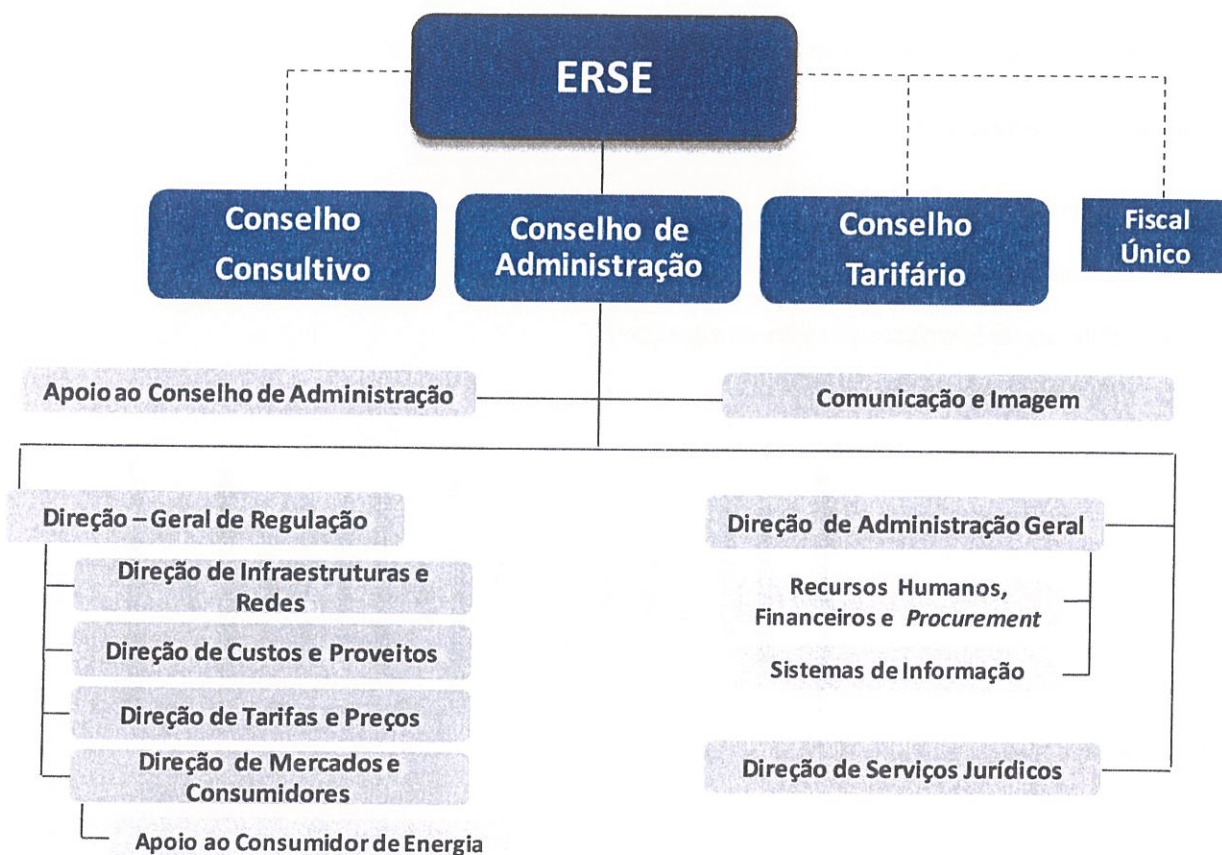 ERSE
Conselho
Consultivo
Conselho de
Administração
Conselho
Tarifário
Fiscal
Único
Apoio ao Conselho de Administração
Comunicação e Imagem
Direção – Geral de Regulação
Direção de Infraestruturas e
Redes
Direção de Custos e Proveitos
Direção de Tarifas e Preços
Direção de Mercados e
Consumidores
Apoio ao Consumidor de Energia
Direção de Administração Geral
Recursos Humanos,
Financeiros e Procurement
Sistemas de Informação
Direção de Serviços Jurídicos